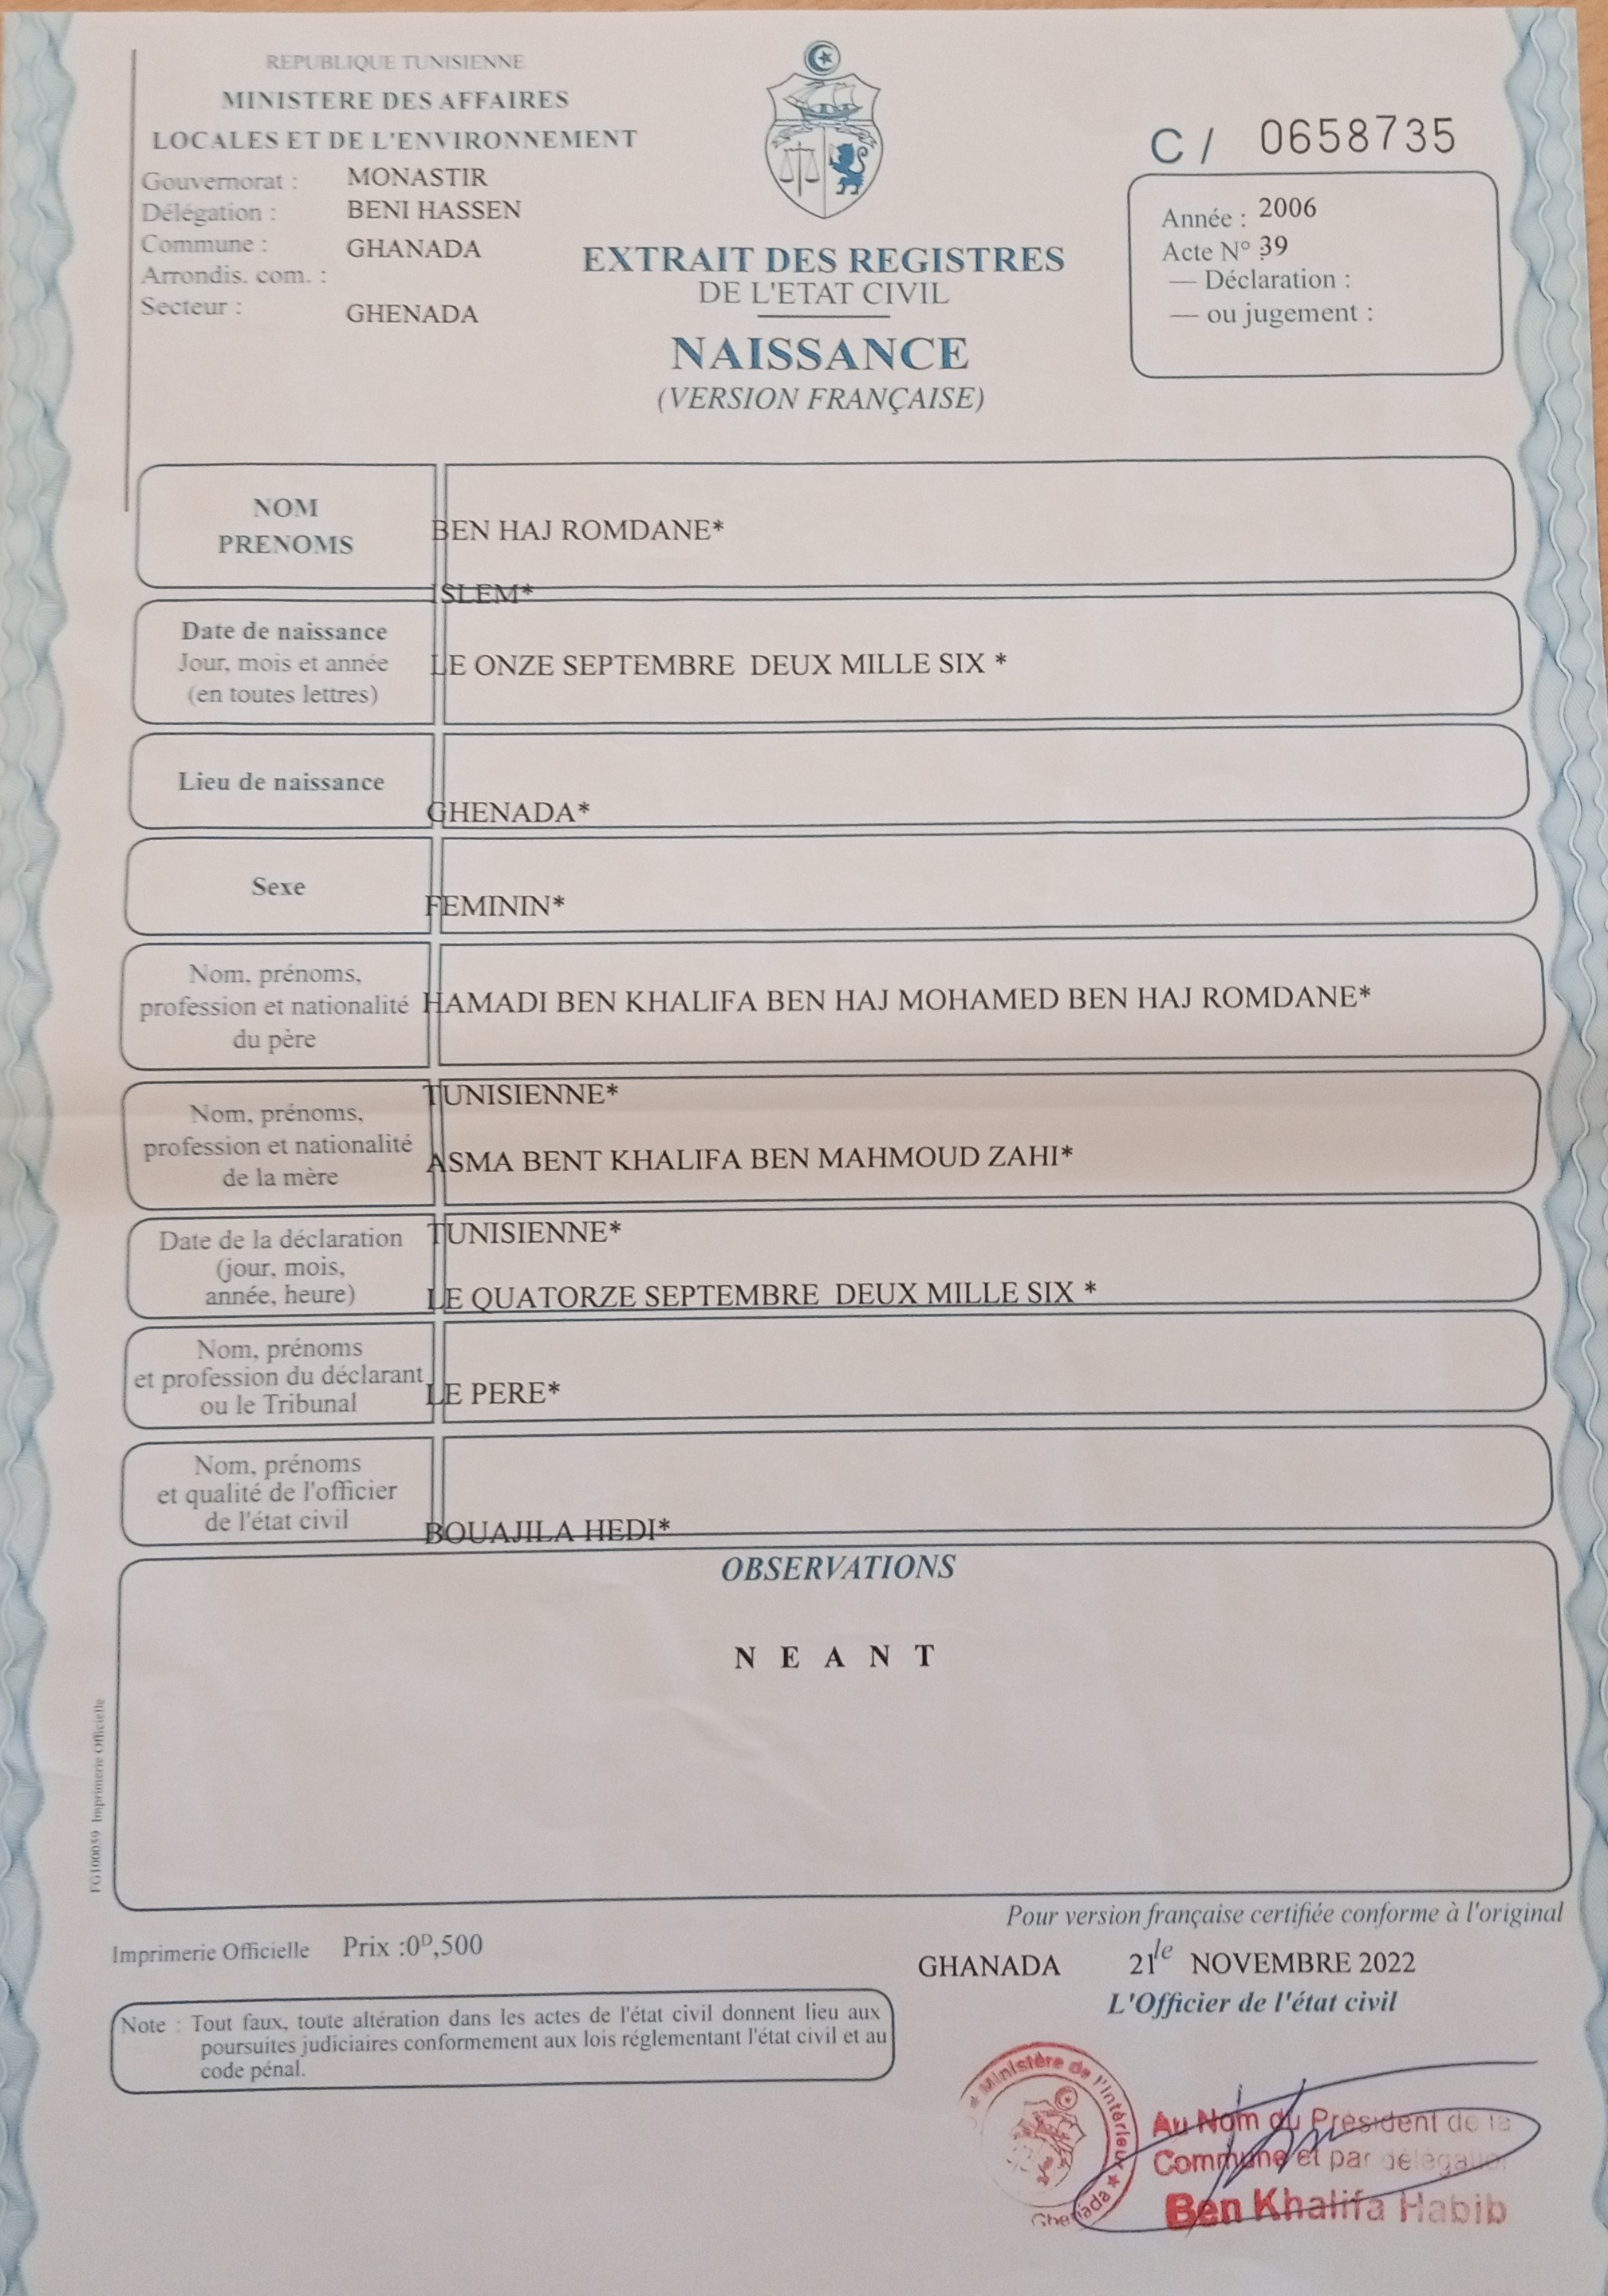 REPUBLIQUE TUNISIENNE
MINISTERE DES AFFAIRES
LOCALES ET DE L'ENVIRONNEMENT
Gouvernorat : MONASTIR
Délégation : BENI HASSEN
Commune : GHANADA
Arrondis. com. :
Secteur : GHENADA
EXTRAIT DES REGISTRES
DE L'ETAT CIVIL
NAISSANCE
(VERSION FRANÇAISE)
C / 0658735
Année : 2006
Acte N° 39
— Déclaration :
— ou jugement :
NOM
PRENOMS
BEN HAJ ROMDANE*
ISLEM*
Date de naissance
Jour, mois et année
(en toutes lettres)
LE ONZE SEPTEMBRE DEUX MILLE SIX *
Lieu de naissance
GHENADA*
Sexe
FEMININ*
Nom, prénoms,
profession et nationalité
du père
HAMADI BEN KHALIFA BEN HAJ MOHAMED BEN HAJ ROMDANE*
TUNISIENNE*
Nom, prénoms,
profession et nationalité
de la mère
ASMA BENT KHALIFA BEN MAHMOUD ZAHI*
TUNISIENNE*
Date de la déclaration
(jour, mois,
année, heure)
LE QUATORZE SEPTEMBRE DEUX MILLE SIX *
Nom, prénoms
et profession du déclarant
ou le Tribunal
LE PERE*
Nom, prénoms
et qualité de l'officier
de l'état civil
BOUAJILA HEDI*
OBSERVATIONS
N E A N T
FG100059 Imprimerie Officielle
Pour version française certifiée conforme à l'original
Imprimerie Officielle Prix :0D,500
GHANADA 21 le NOVEMBRE 2022
L'Officier de l'état civil
Note : Tout faux, toute altération dans les actes de l'état civil donnent lieu aux
poursuites judiciaires conformement aux lois réglementant l'état civil et au
code pénal.
★ Ministère de l'Intérieur ★
Ghenada
Au Nom du Président de la
Commune et par délégation
Ben Khalifa Habib